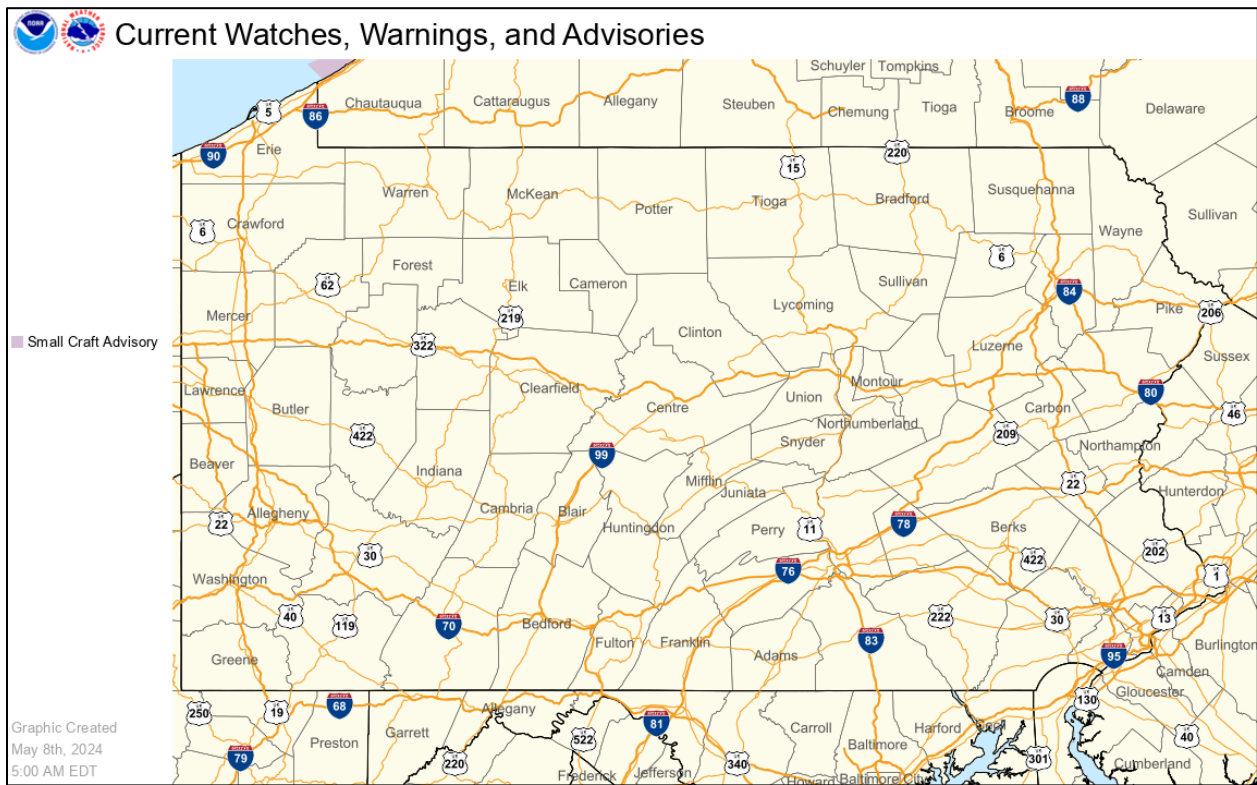 Current Watches, Warnings, and Advisories
Schuyler Tompkins
Chautauqua Cattaraugus Allegany Steuben Chemung Tioga Broome Delaware
5 86 88
90 Erie
15 220
Warren McKean Potter Tioga Bradford Susquehanna
Crawford Wayne Sullivan
6 6
Forest Elk Cameron Sullivan
62 84
Mercer 219 Lycoming Pike 206
Clinton
Small Craft Advisory
322 Luzerne Sussex
Lawrence Clearfield Montour 80
Butler Centre Union Carbon 46
422 Northumberland 209
Snyder Northampton
99
Beaver Indiana Mifflin 22
Juniata Hunterdon
Cambria Blair
Allegheny Huntingdon Perry 11 78 Berks
22 30 422 202
76 1
Washington
40 119 70 Bedford Fulton Franklin 83 222 30 13
Greene Adams 95 Burlington
Camden
Gloucester
250 19 68 Allegany 81 130
Preston Garrett 522 Carroll Harford Cecil 40
Graphic Created
May 8th, 2024
5:00 AM EDT
79 220 340 Baltimore 301 Cumberland
Frederick Jefferson Howard Baltimore City